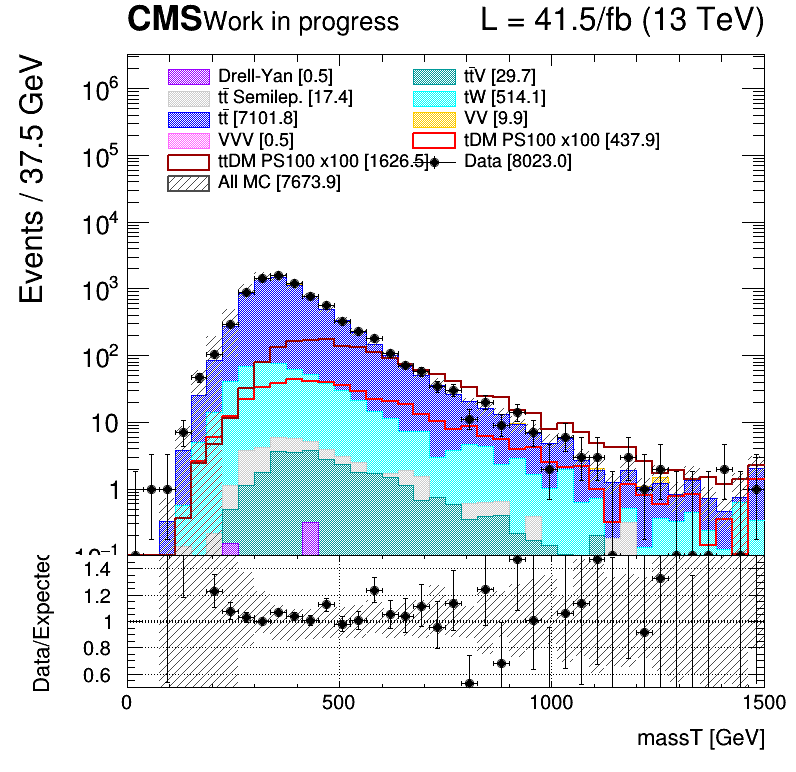 CMS Work in progress L = 41.5/fb (13 TeV)
Events / 37.5 GeV
Drell-Yan [0.5] tt̄V [29.7]
tt̄ Semilep. [17.4] tW [514.1]
tt̄ [7101.8] VV [9.9]
VVV [0.5] tDM PS100 x100 [437.9]
ttDM PS100 x100 [1626.5] Data [8023.0]
All MC [7673.9]
10⁶
10⁵
10⁴
10³
10²
10
1
10⁻¹
Data/Expected
1.4
1.2
1
0.8
0.6
0 500 1000 1500
massT [GeV]